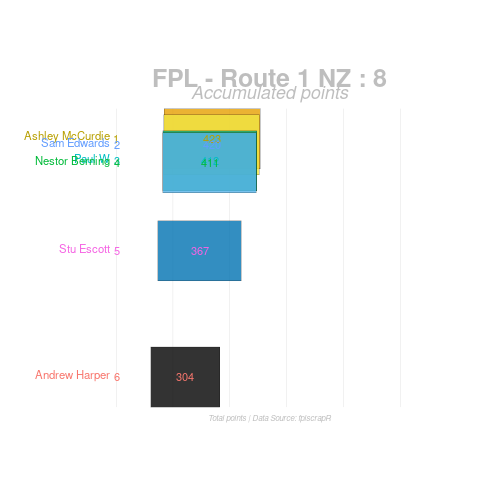 FPL - Route 1 NZ : 8
Accumulated points
Ashley McCurdie 1
Sam Edwards 2
Paul W 3
Nestor Berning 4 411
Stu Escott 5 367
Andrew Harper 6 304
Total points | Data Source: fplscrapR